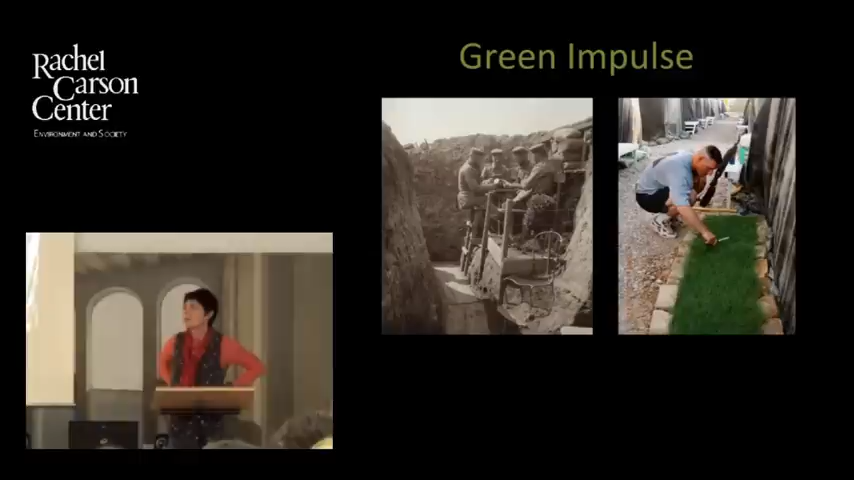 Rachel
Carson
Center
ENVIRONMENT AND SOCIETY
Green Impulse